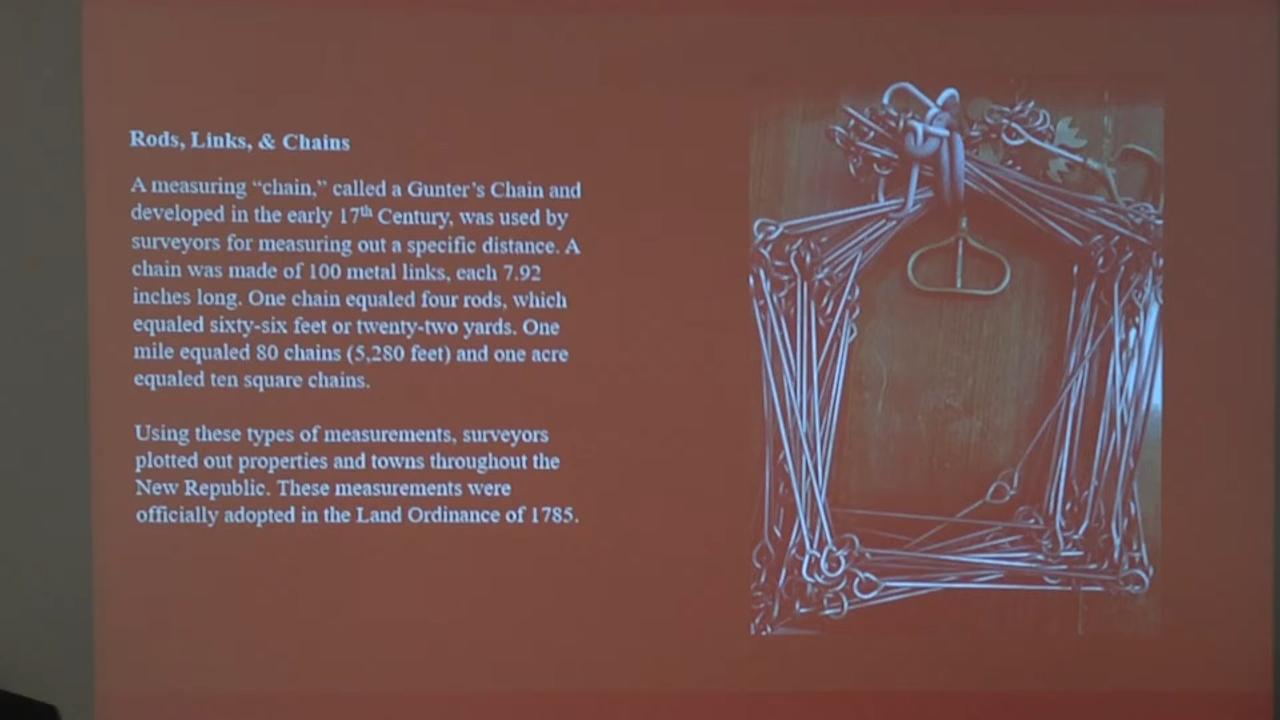 Rods, Links, & Chains
A measuring “chain,” called a Gunter’s Chain and
developed in the early 17th Century, was used by
surveyors for measuring out a specific distance. A
chain was made of 100 metal links, each 7.92
inches long. One chain equaled four rods, which
equaled sixty-six feet or twenty-two yards. One
mile equaled 80 chains (5,280 feet) and one acre
equaled ten square chains.
Using these types of measurements, surveyors
plotted out properties and towns throughout the
New Republic. These measurements were
officially adopted in the Land Ordinance of 1785.